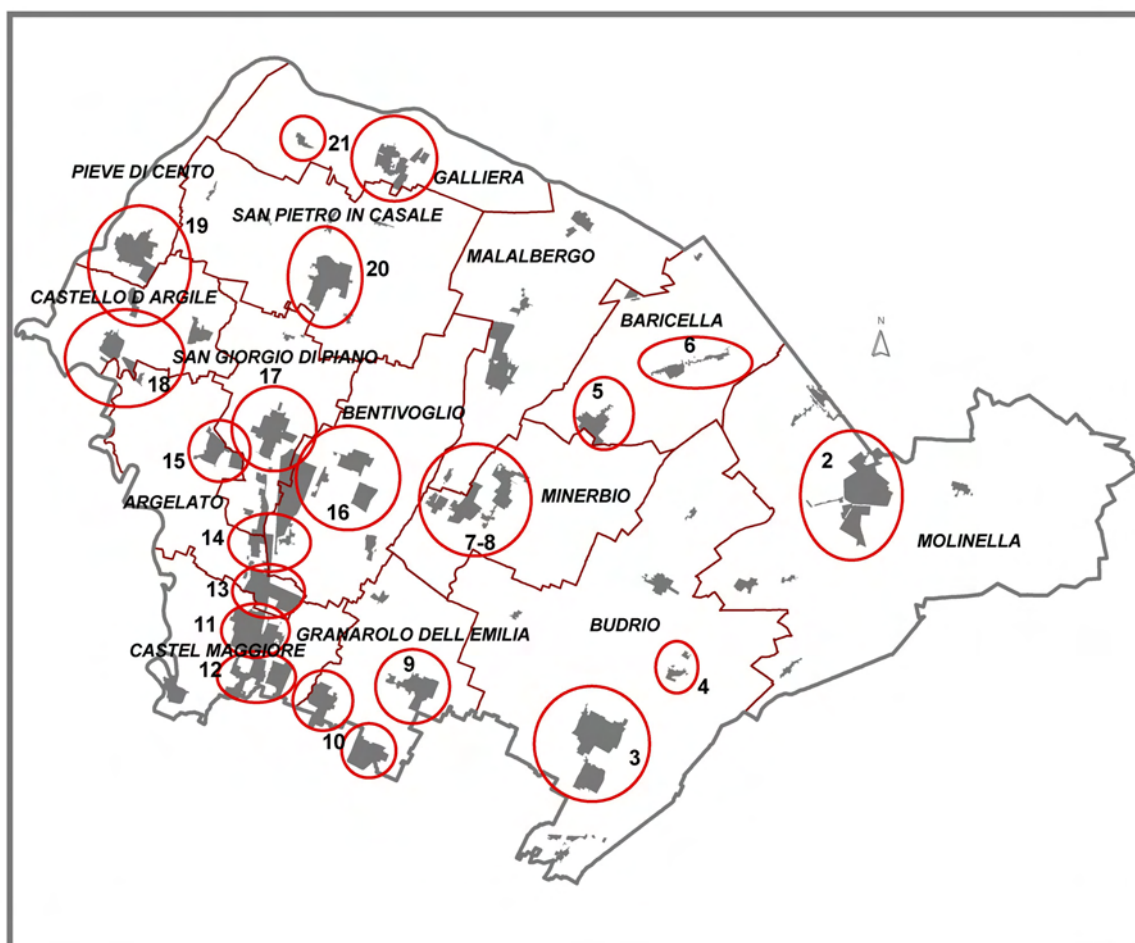 21
PIEVE DI CENTO
GALLIERA
SAN PIETRO IN CASALE
19
MALALBERGO
20
CASTELLO D ARGILE
BARICELLA
N
SAN GIORGIO DI PIANO
6
18
17
5
BENTIVOGLIO
15
2
ARGELATO
16
MINERBIO
7-8
14
MOLINELLA
13
11
GRANAROLO DELL EMILIA
BUDRIO
CASTEL MAGGIORE
12
9
4
10
3